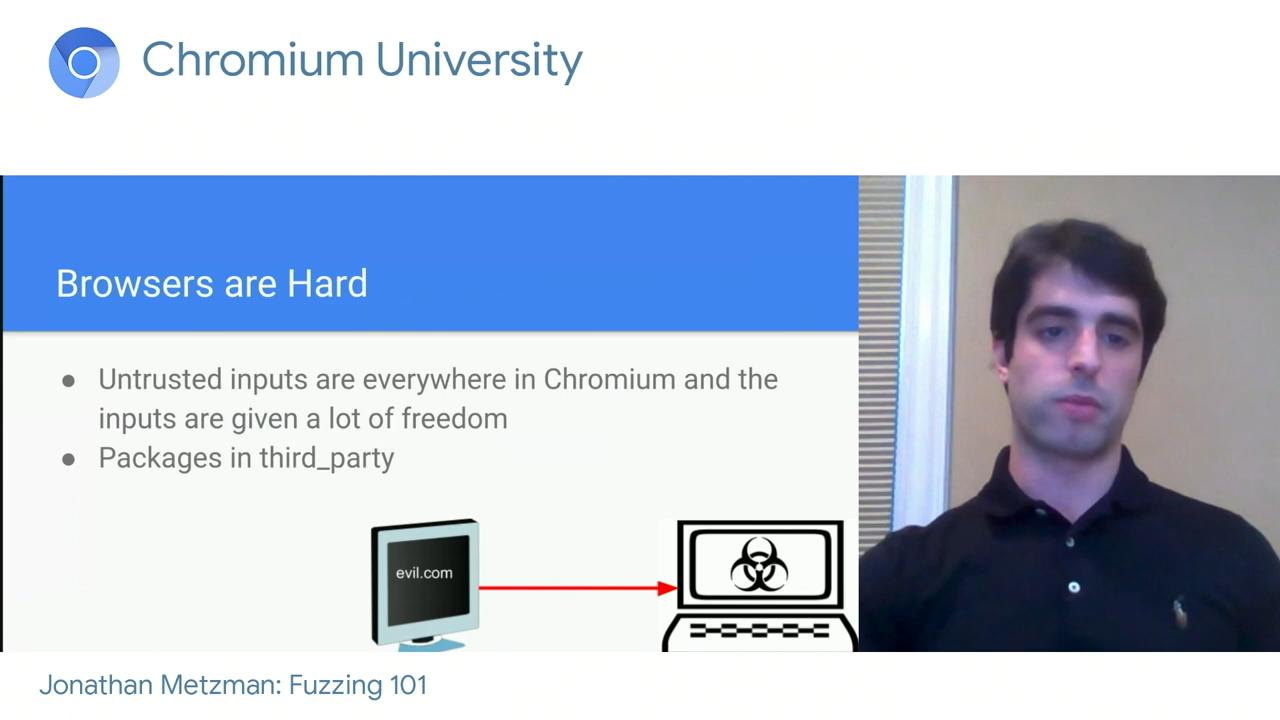 Chromium University
Browsers are Hard
● Untrusted inputs are everywhere in Chromium and the
inputs are given a lot of freedom
● Packages in third_party
evil.com
Jonathan Metzman: Fuzzing 101